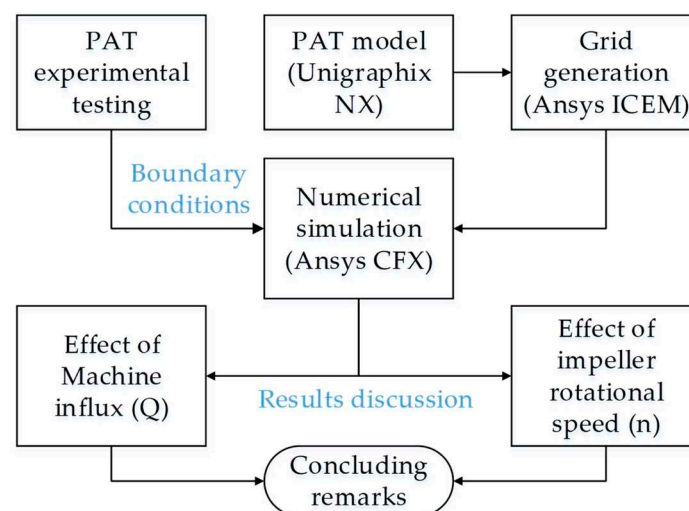 PAT
experimental
testing
PAT model
(Unigraphix
NX)
Grid
generation
(Ansys ICEM)
Boundary
conditions
Numerical
simulation
(Ansys CFX)
Effect of
Machine
influx (Q)
Results discussion
Effect of
impeller
rotational
speed (n)
Concluding
remarks